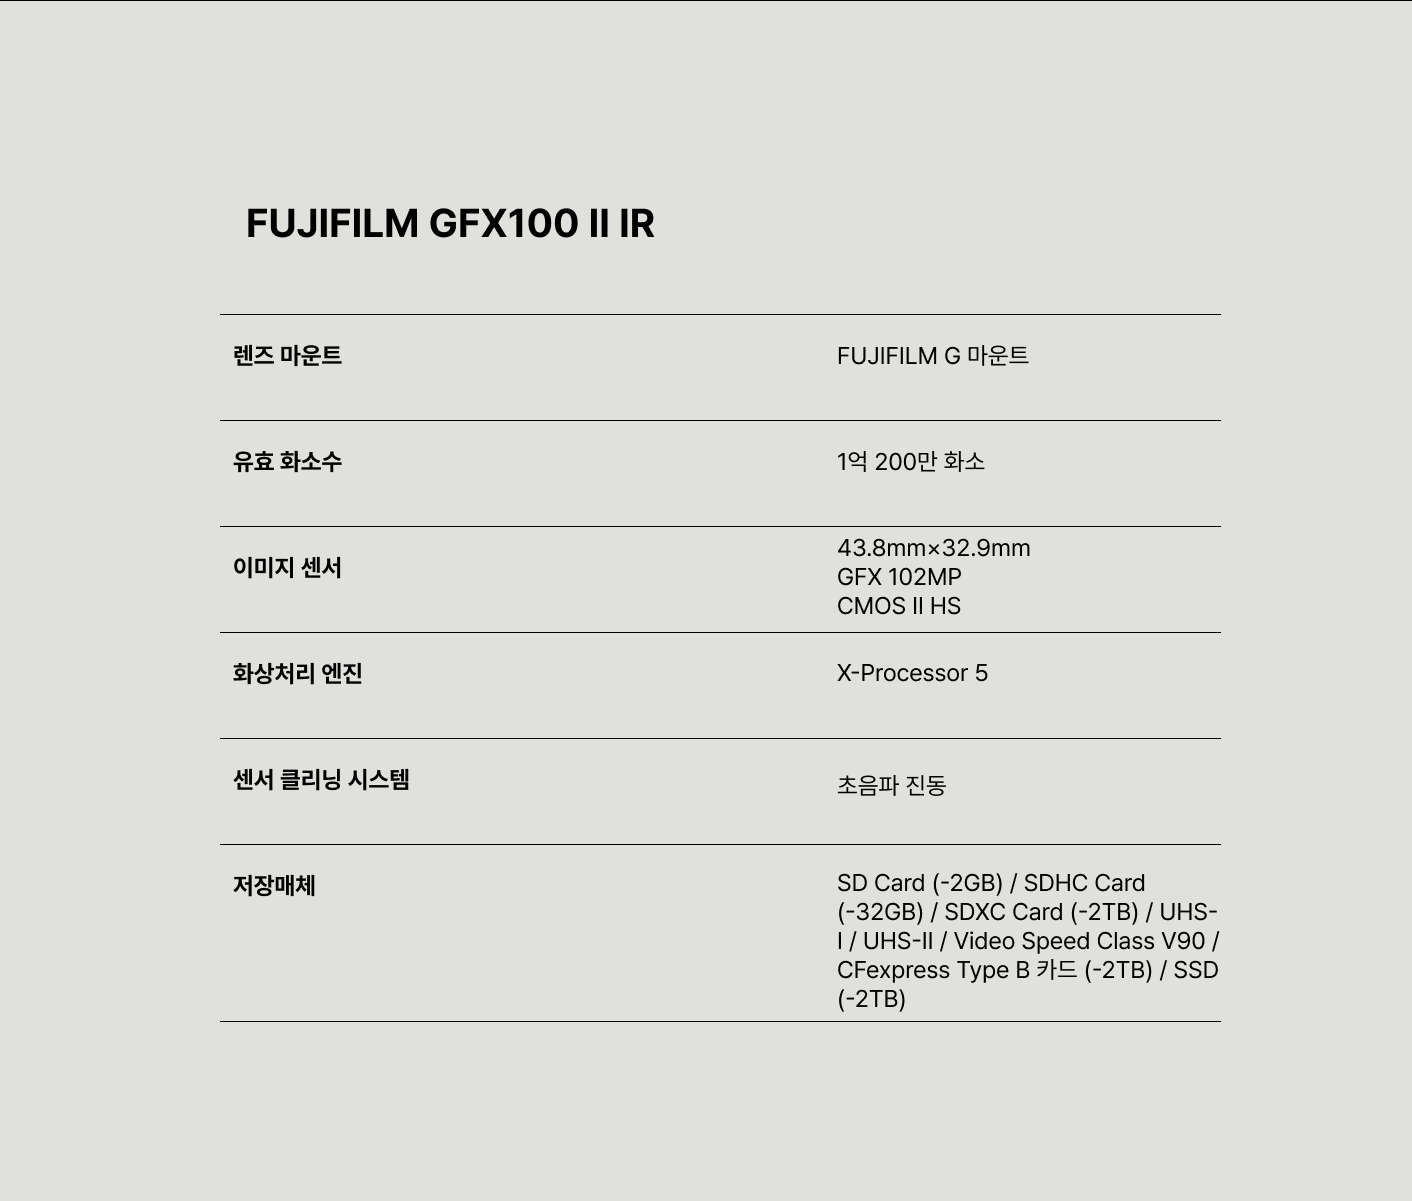 FUJIFILM GFX100 II IR
렌즈 마운트
FUJIFILM G 마운트
유효 화소수
1억 200만 화소
이미지 센서
43.8mm×32.9mm
GFX 102MP
CMOS II HS
화상처리 엔진
X-Processor 5
센서 클리닝 시스템
초음파 진동
저장매체
SD Card (-2GB) / SDHC Card
(-32GB) / SDXC Card (-2TB) / UHS-
I / UHS-II / Video Speed Class V90 /
CFexpress Type B 카드 (-2TB) / SSD
(-2TB)